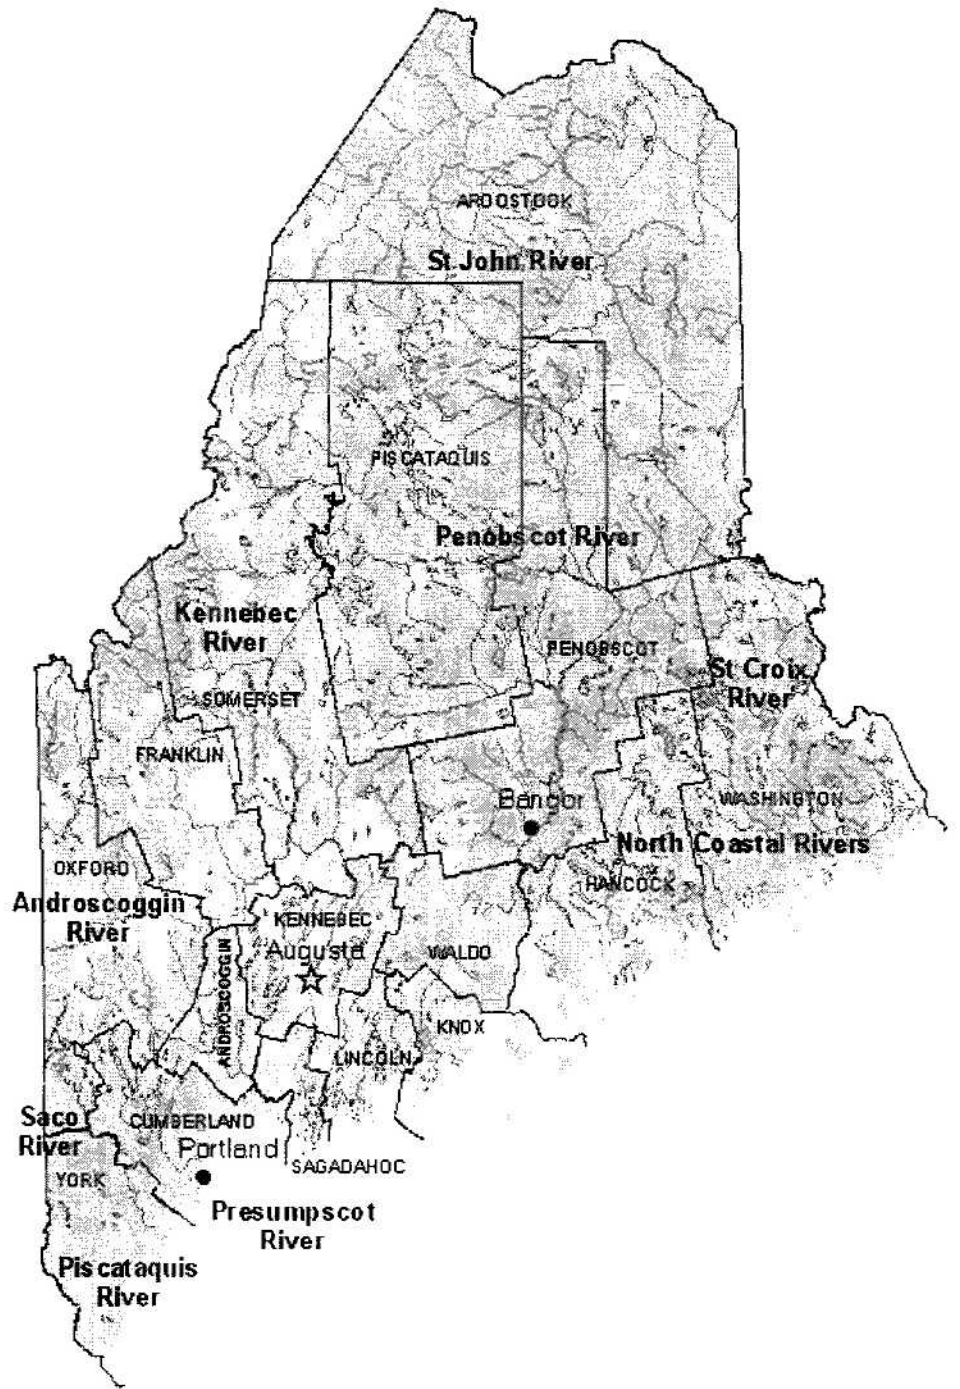 AROOSTOOK
St John River
PISCATAQUIS
Penobscot River
Kennebec
River
PENOBSCOT
St Croix
River
SOMERSET
FRANKLIN
Bangor
WASHINGTON
North Coastal Rivers
OXFORD
HANCOCK
Androscoggin
River
KENNEBEC
Augusta
WALDO
ANDROSCOGGIN
KNOX
LINCOLN
Saco
River
CUMBERLAND
Portland
SAGADAHOC
YORK
Presumpscot
River
Piscataquis
River